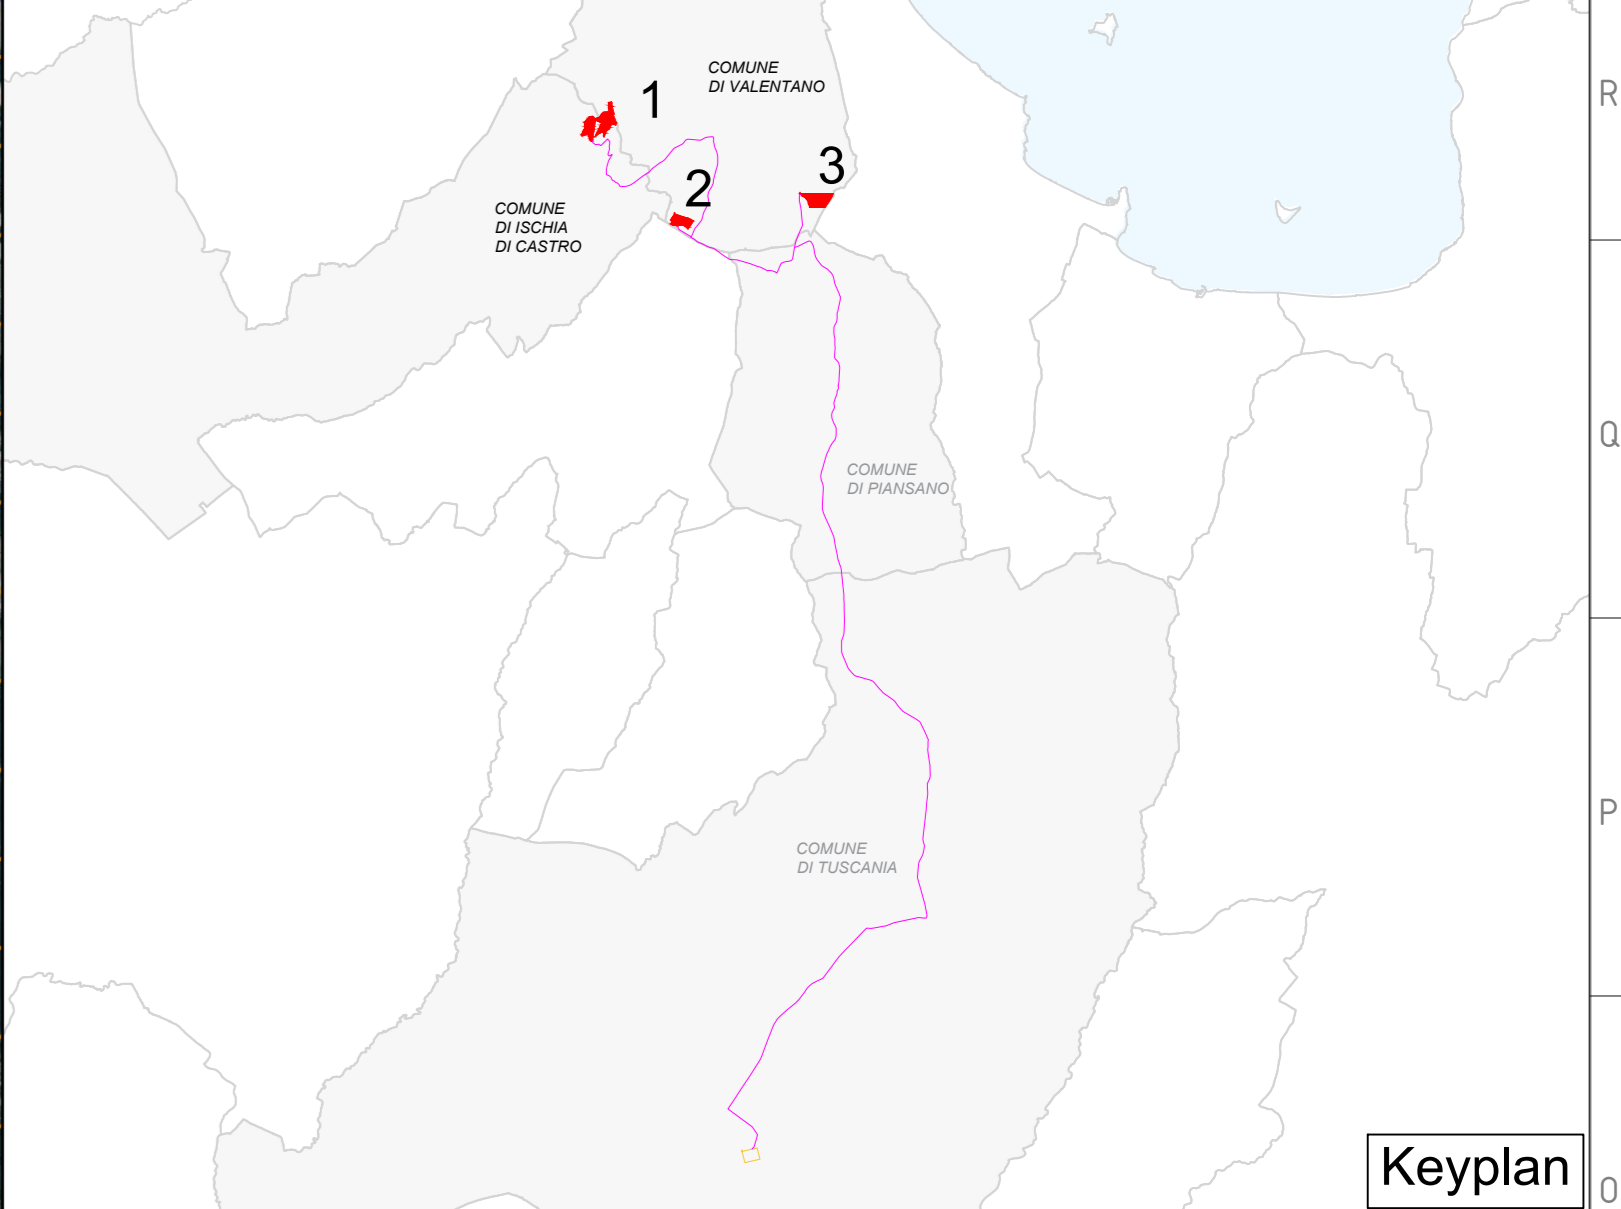 COMUNE
DI VALENTANO
R
1
3
2
COMUNE
DI ISCHIA
DI CASTRO
Q
COMUNE
DI PIANSANO
P
COMUNE
DI TUSCANIA
Keyplan
O